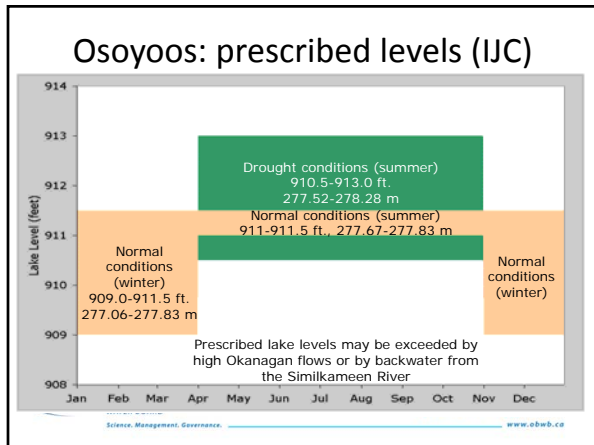 Osoyoos: prescribed levels (IJC)
914
913
912
911
910
909
908
Lake Level (feet)
Drought conditions (summer)
910.5-913.0 ft.
277.52-278.28 m
Normal conditions (summer)
911-911.5 ft., 277.67-277.83 m
Normal
conditions
(winter)
909.0-911.5 ft.
277.06-277.83 m
Normal
conditions
(winter)
Prescribed lake levels may be exceeded by
high Okanagan flows or by backwater from
the Similkameen River
Jan Feb Mar Apr May Jun Jul Aug Sep Oct Nov Dec
Science. Management. Governance. www.obwb.ca